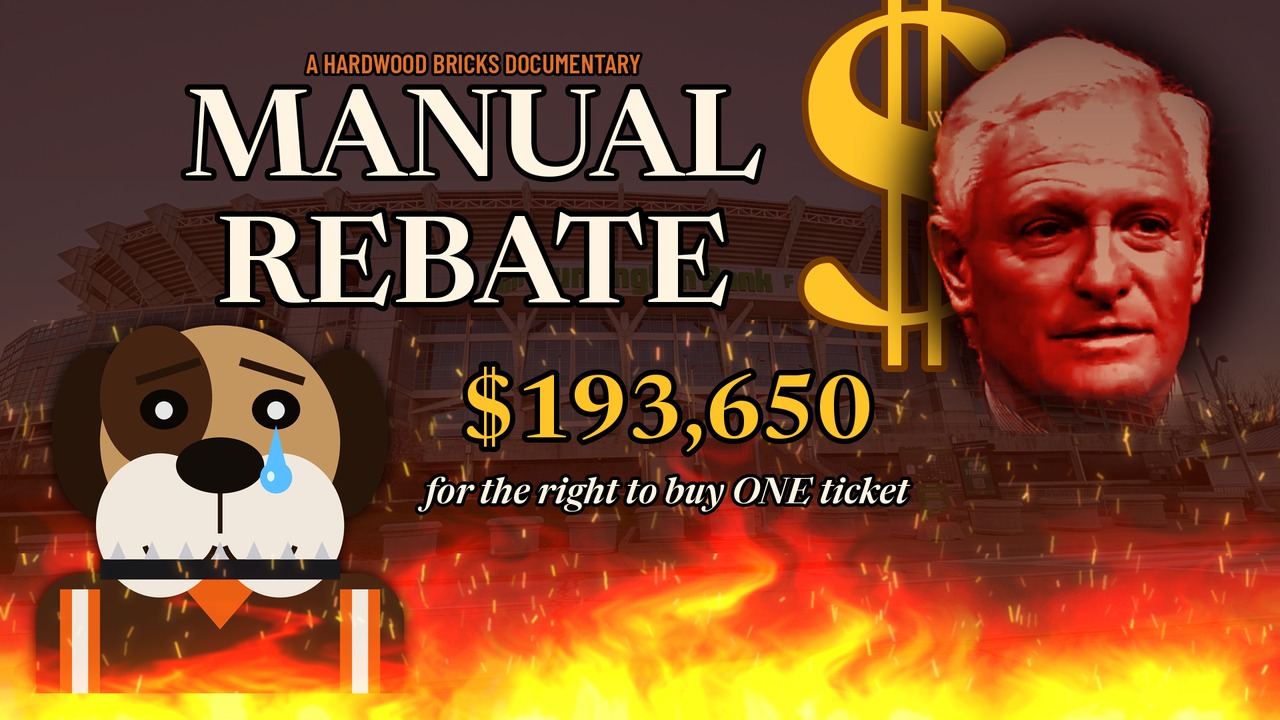 A HARDWOOD BRICKS DOCUMENTARY
MANUAL
REBATE
$193,650
for the right to buy ONE ticket